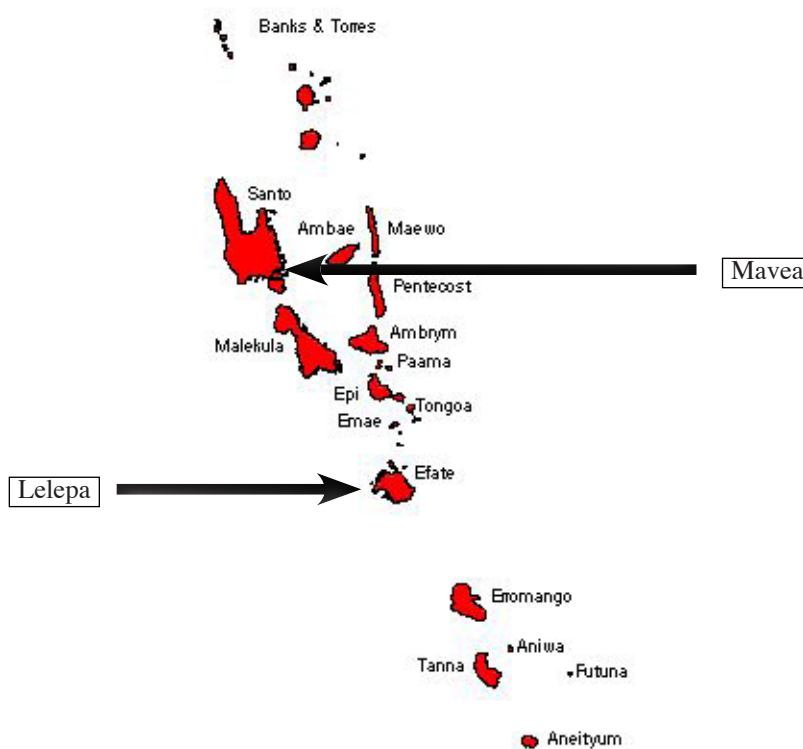 Banks & Torres
Santo
Ambae
Maewo
Mavea
Pentecost
Malekula
Ambrym
Paama
Epi
Tongoa
Emae
Efate
Lelepa
Erromango
Aniwa
Tanna
Futuna
Aneityum